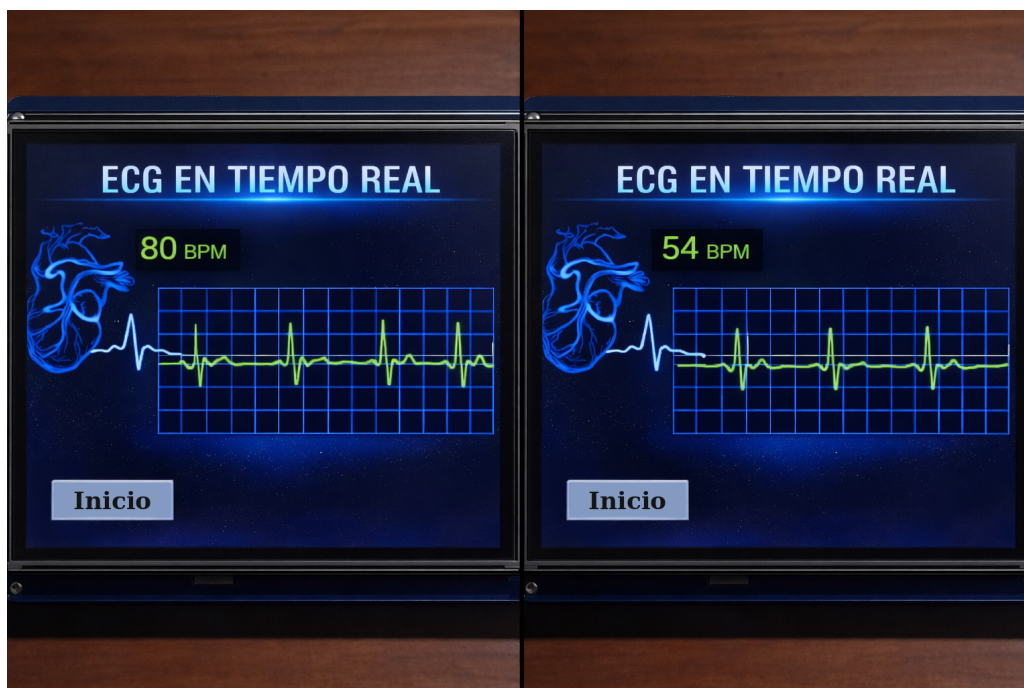 ECG EN TIEMPO REAL
80 BPM
Inicio
ECG EN TIEMPO REAL
54 BPM
Inicio